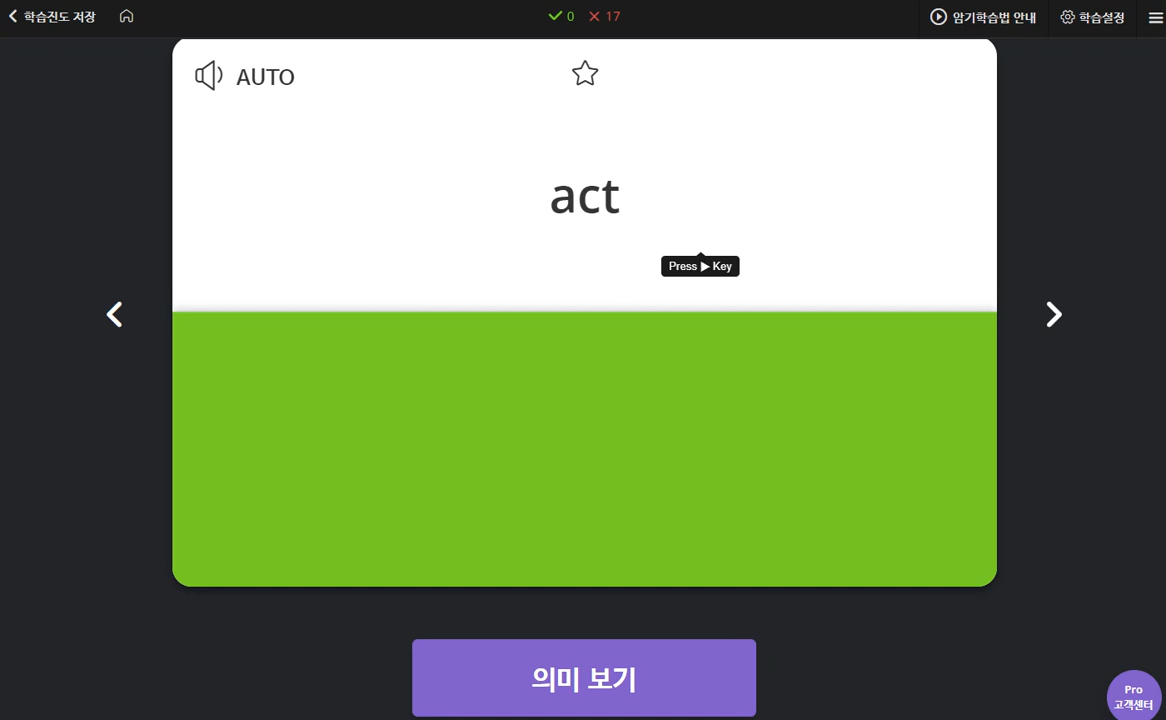 학습진도 저장
0 17
암기학습법 안내
학습설정
AUTO
act
Press ▶ Key
의미 보기
Pro
고객센터